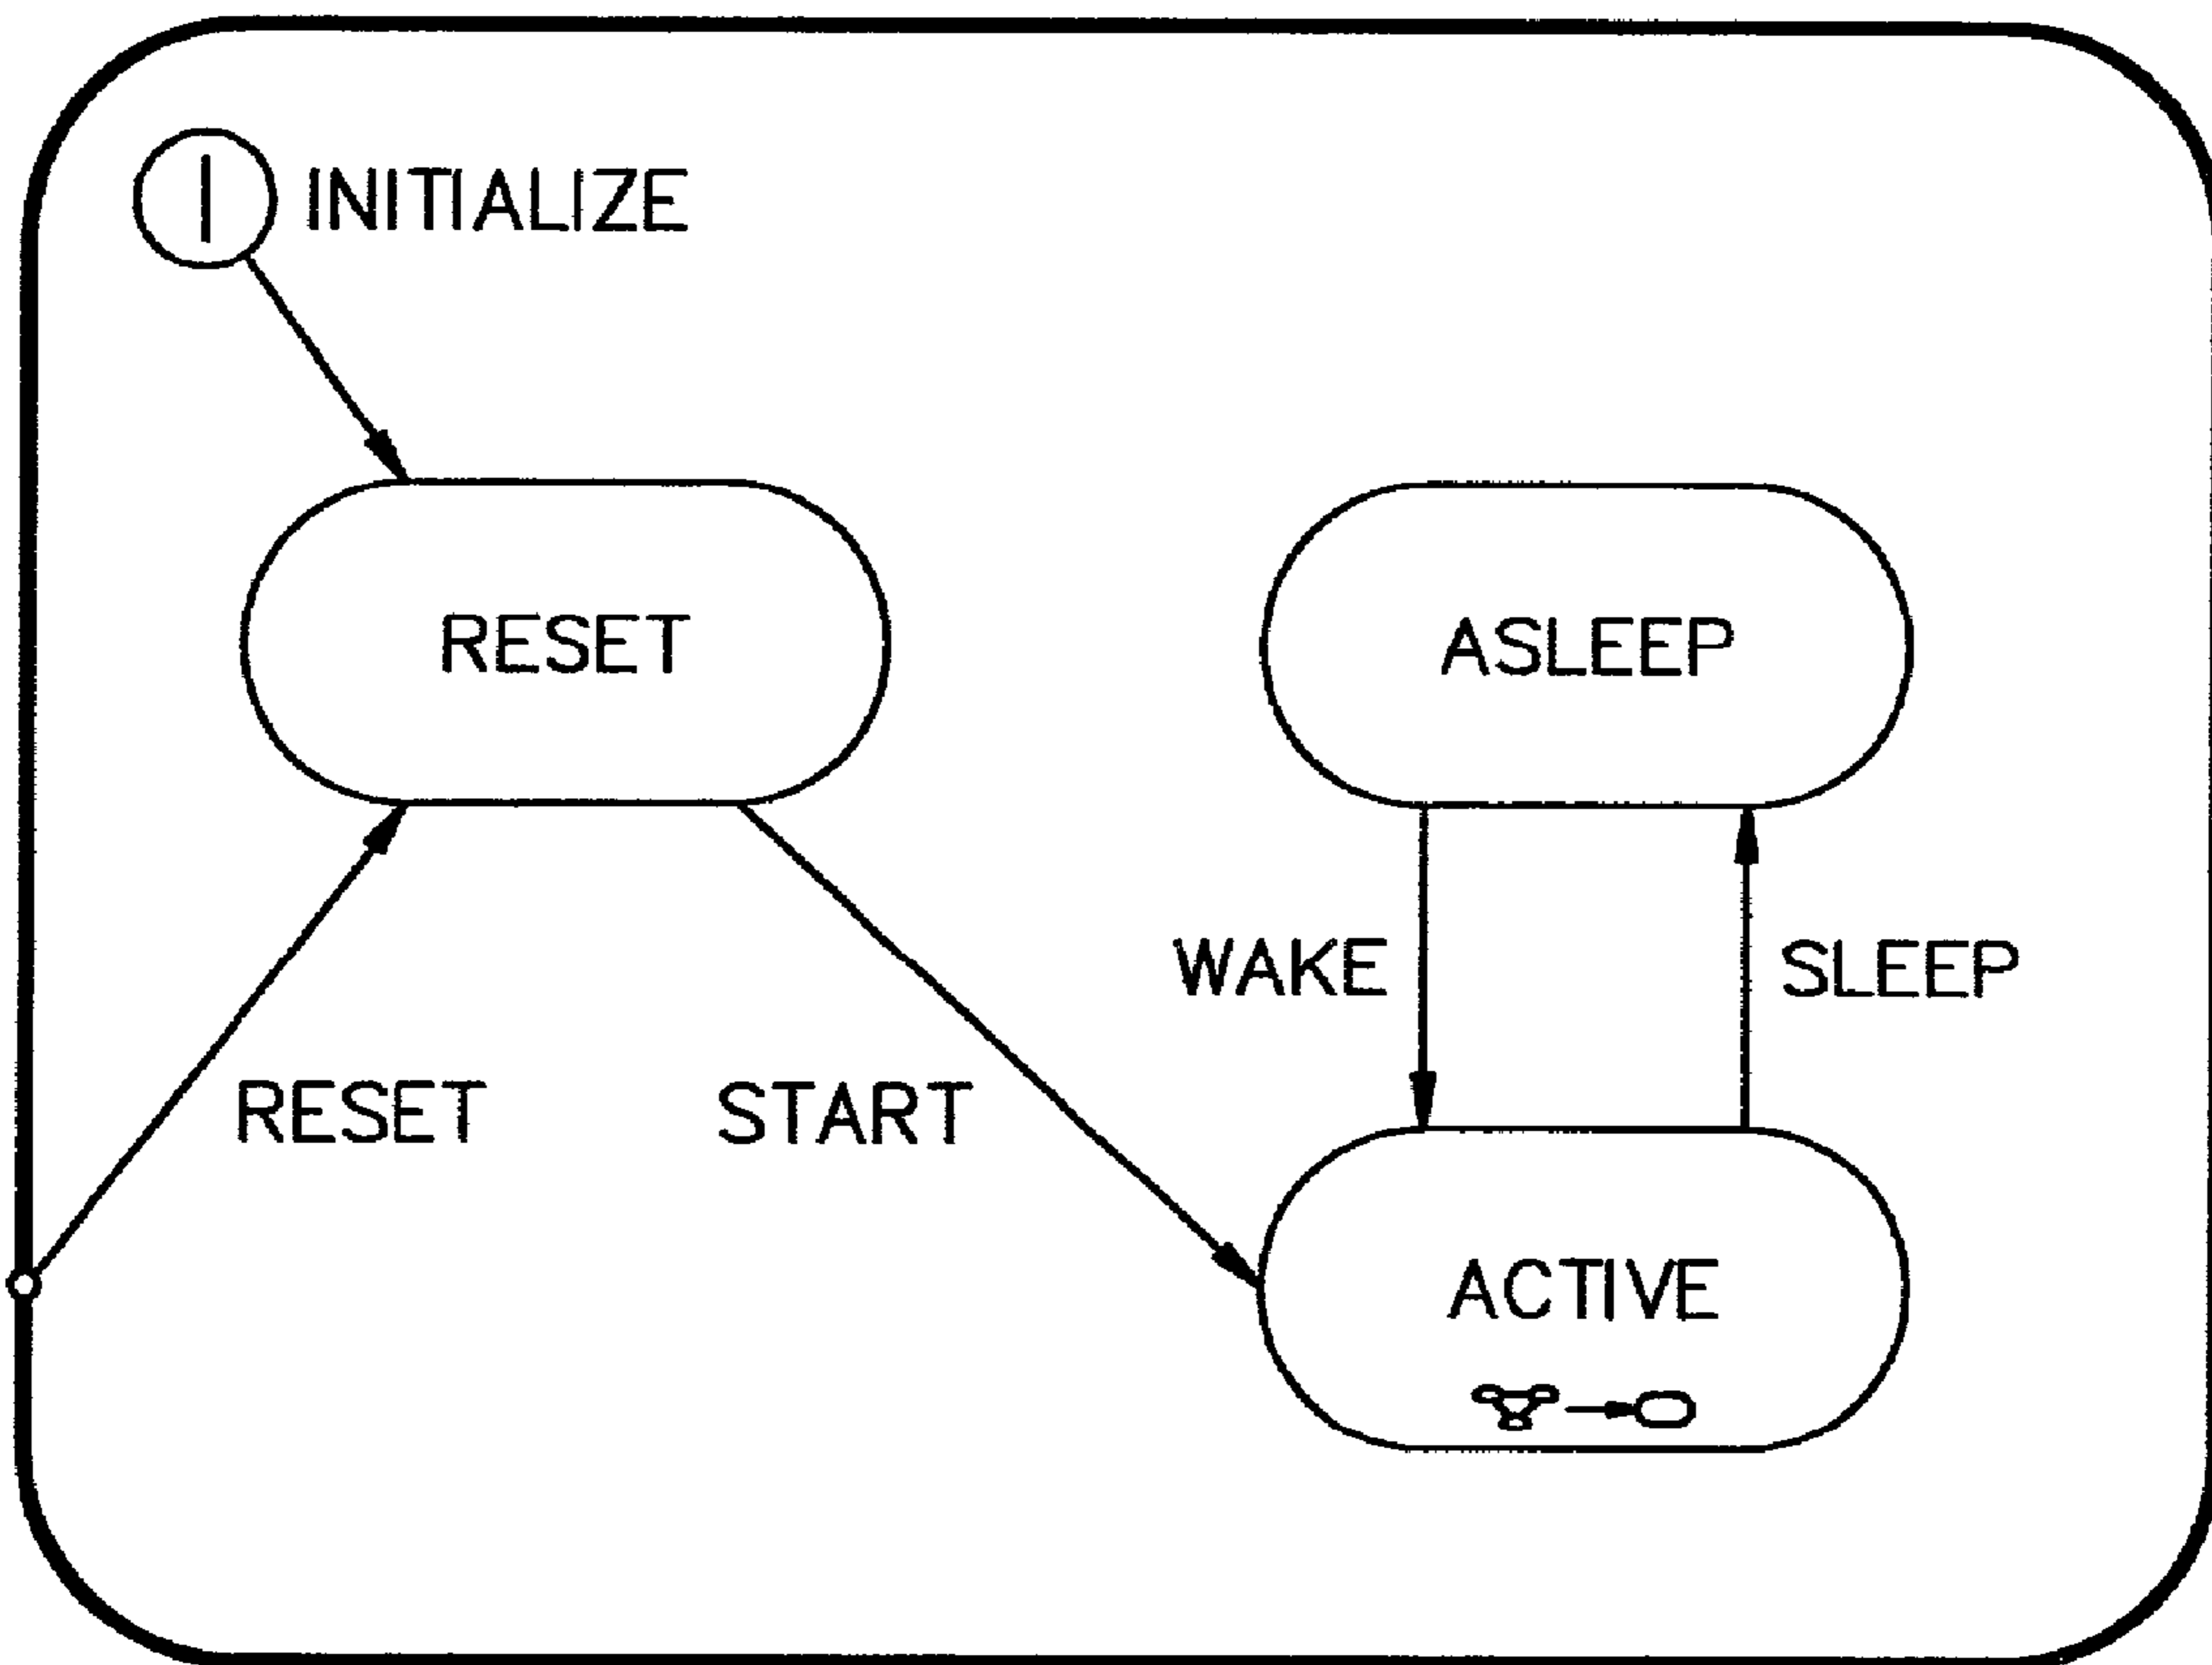 I INITIALIZE
RESET
ASLEEP
WAKE
SLEEP
RESET
START
ACTIVE